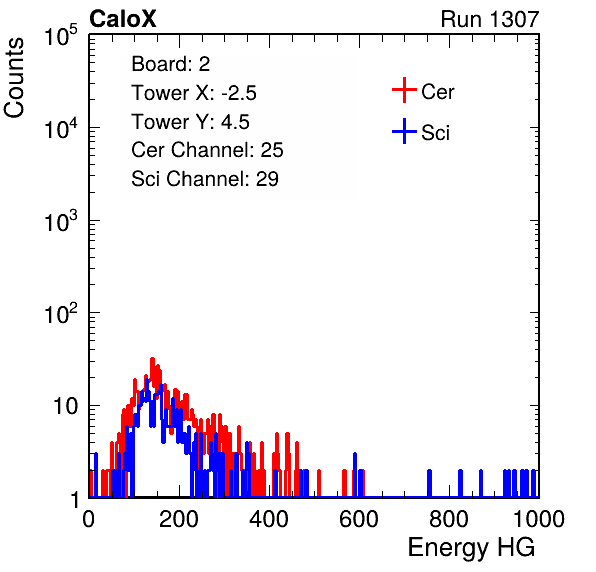 CaloX Run 1307
Counts
10^5
10^4
10^3
10^2
10
1
Board: 2
Tower X: -2.5
Tower Y: 4.5
Cer Channel: 25
Sci Channel: 29
Cer
Sci
0 200 400 600 800 1000
Energy HG